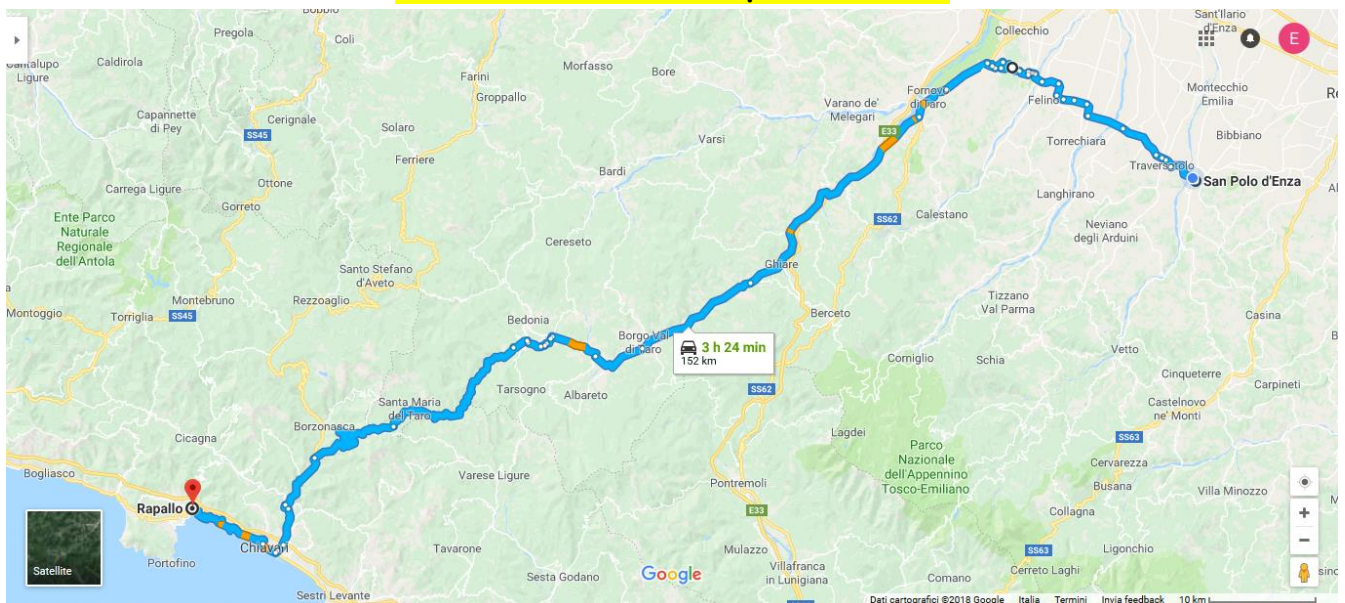 Bobbio
Sant'Ilario
d'Enza
Pregola
Coli
Collecchio
E
Cantalupo
Ligure
Caldirola
Farini
Morfasso
Bore
Groppallo
Varano de'
Melegari
Fornovo
di Taro
Felino
Montecchio
Emilia
Capannette
di Pey
Cerignale
SS45
Solaro
E33
Varsi
Torrechiara
Bibbiano
Ferriere
Traversetolo
Bardi
San Polo d'Enza
Carrega Ligure
Ottone
Langhirano
Gorreto
SS62
Calestano
Ente Parco
Naturale
Regionale
dell'Antola
Neviano
degli Arduini
Cereseto
Ghiare
Santo Stefano
d'Aveto
Montebruno
Rezzoaglio
Tizzano
Val Parma
Montoggio
Torriglia
SS45
Bedonia
Berceto
Casina
Borgo Val
di Taro
3 h 24 min
152 km
Corniglio
Schia
Vetto
Cinqueterre
Carpineti
Tarsogno
Albareto
SS62
Santa Maria
del Taro
Castelnovo
ne' Monti
Borzonasca
Cicagna
Lagdei
SS63
Parco
Nazionale
dell'Appennino
Tosco-Emiliano
Bogliasco
Varese Ligure
Cervarezza
Busana
Villa Minozzo
Pontremoli
Rapallo
E33
Collagna
Chiavari
Tavarone
Mulazzo
SS63
Ligonchio
Portofino
Satellite
Sesta Godano
Google
Villafranca
in Lunigiana
Comano
Cerreto Laghi
Sestri Levante
Dati cartografici ©2018 Google Italia Termini Invia feedback 10 km